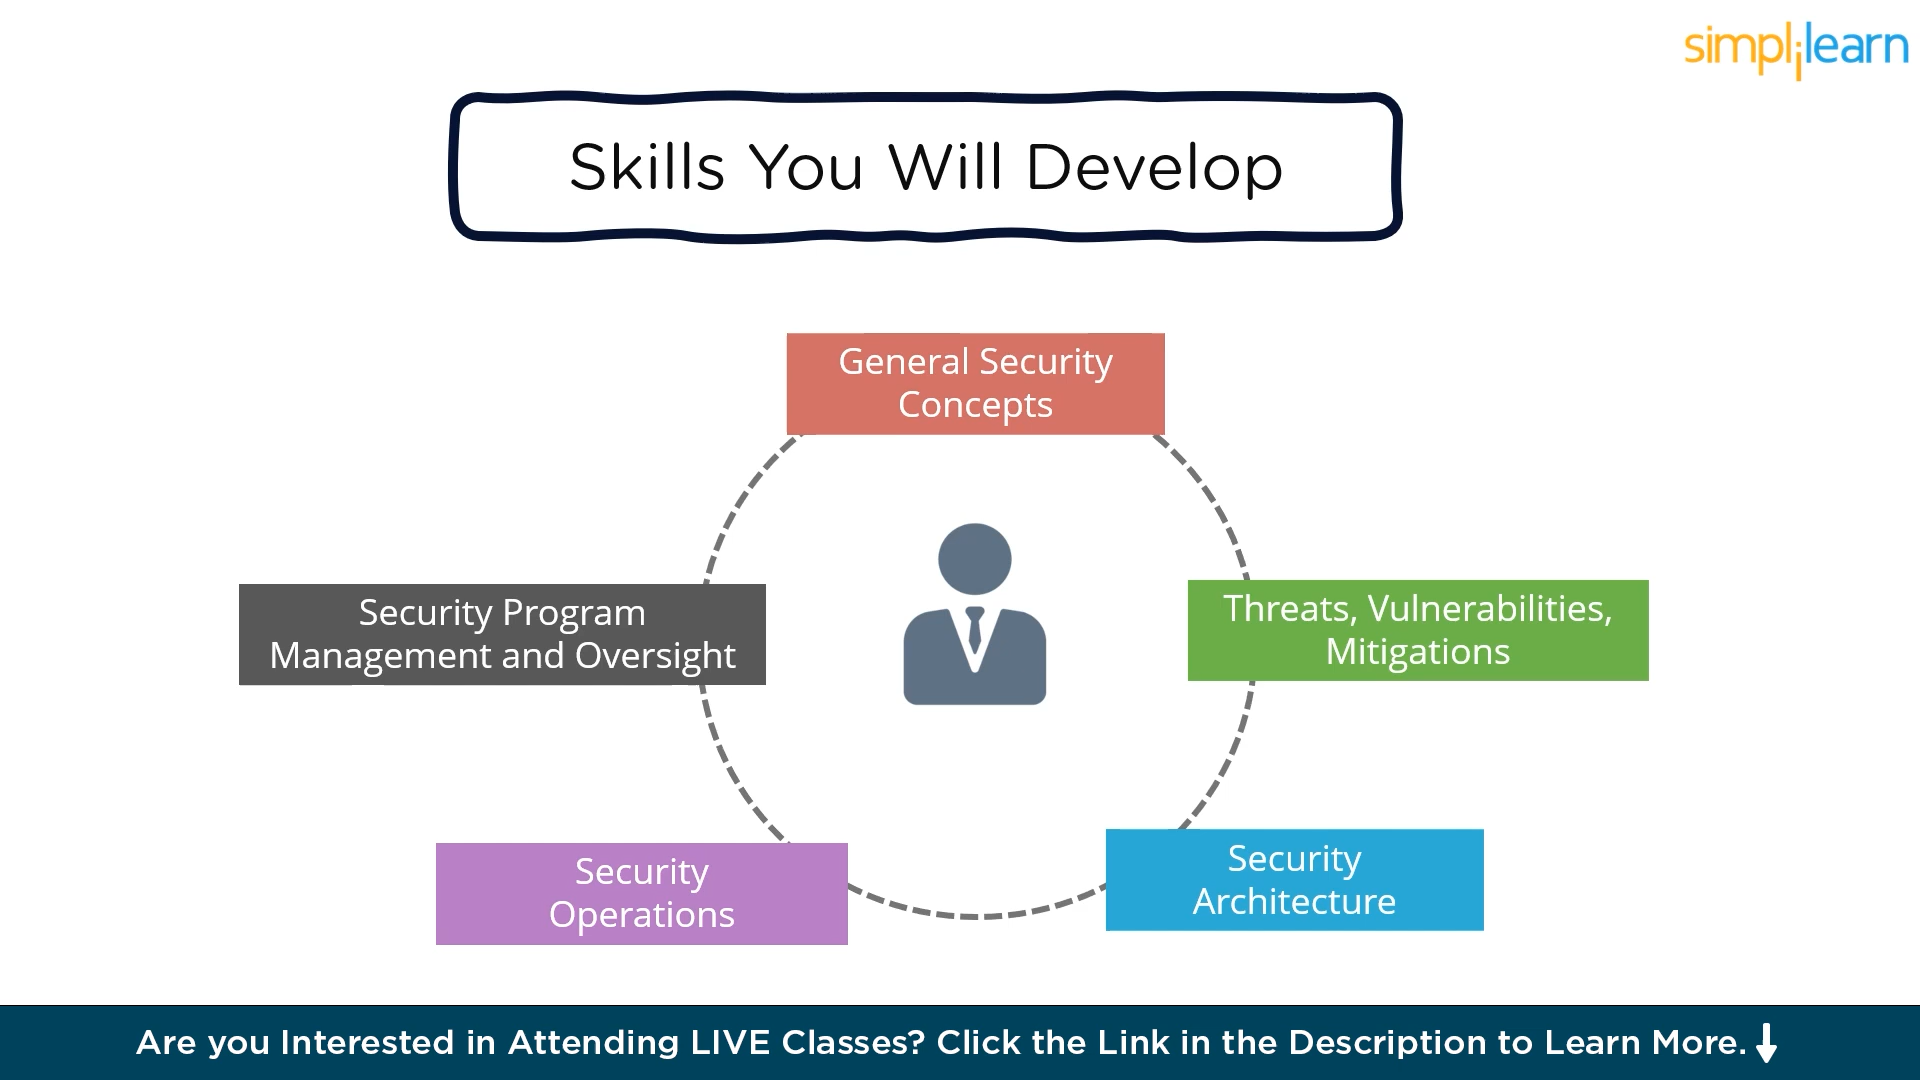 simplilearn
Skills You Will Develop
General Security
Concepts
Security Program
Management and Oversight
Threats, Vulnerabilities,
Mitigations
Security
Operations
Security
Architecture
Are you Interested in Attending LIVE Classes? Click the Link in the Description to Learn More.